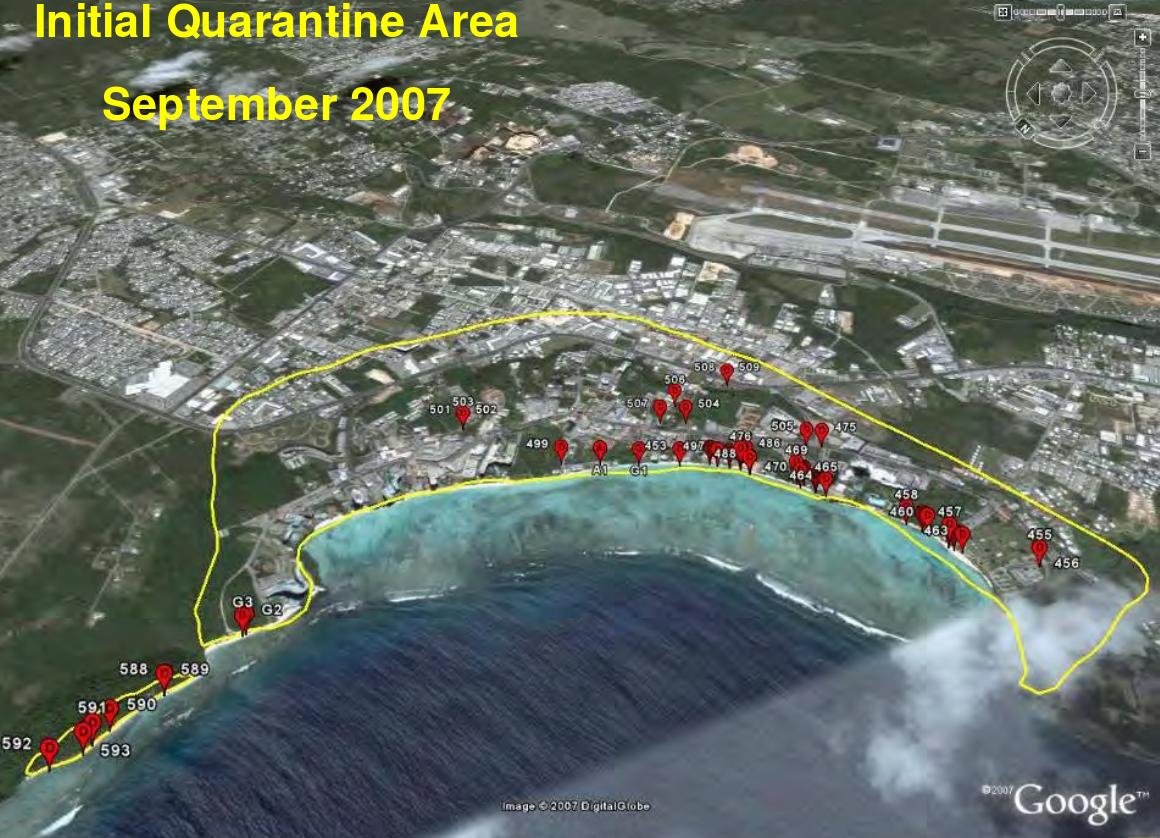 Initial Quarantine Area
September 2007
N
508 509
506
503
501 502
507 504
505 475
499 453 497 476 486
488 469
A1 G1 470 465
464
458
460 457
463
455
456
G3 G2
588 589
591 590
592 593
Image © 2007 DigitalGlobe
©2007 Google™